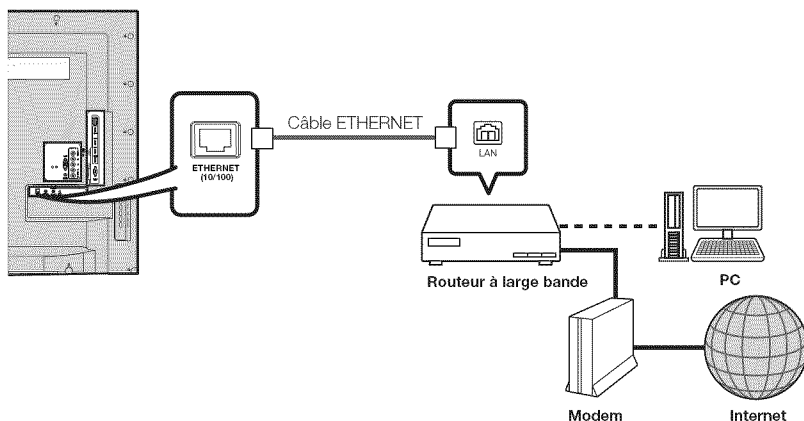 Câble ETHERNET
ETHERNET
(10/100)
LAN
Routeur à large bande
PC
Modem
Internet